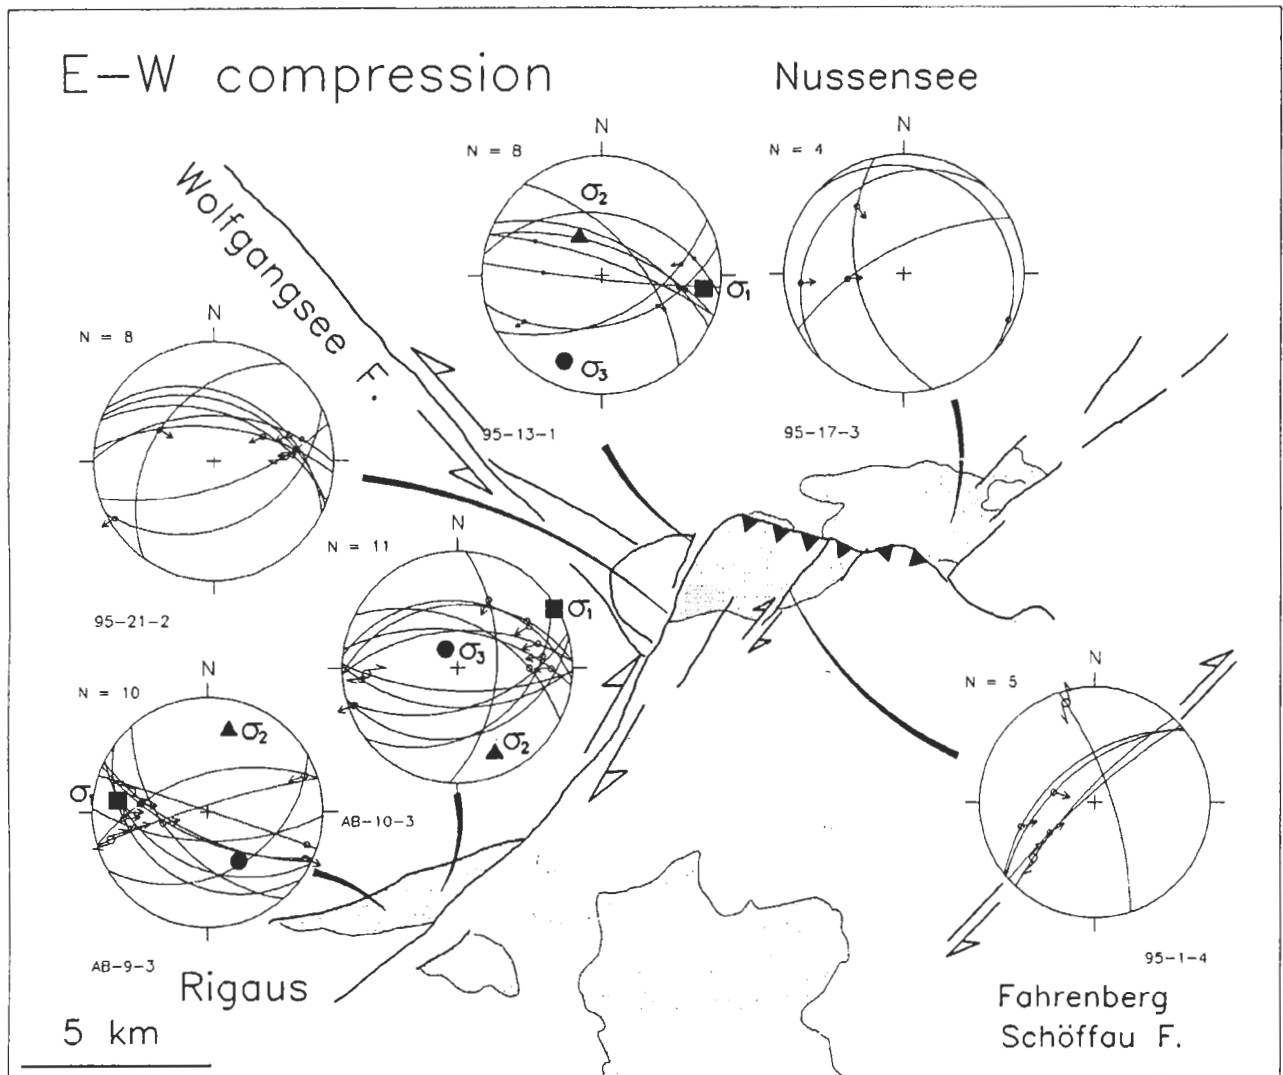 E–W compression
Nussensee
N
N = 8
σ₂
σ₁
σ₃
95-13-1
N
N = 4
95-17-3
Wolfgangsee F.
N
N = 8
95-21-2
N
N = 11
σ₁
σ₃
σ₂
AB-10-3
N
N = 10
σ₂
σ₁
AB-9-3
Rigaus
5 km
N
N = 5
95-1-4
Fahrenberg
Schöffau F.